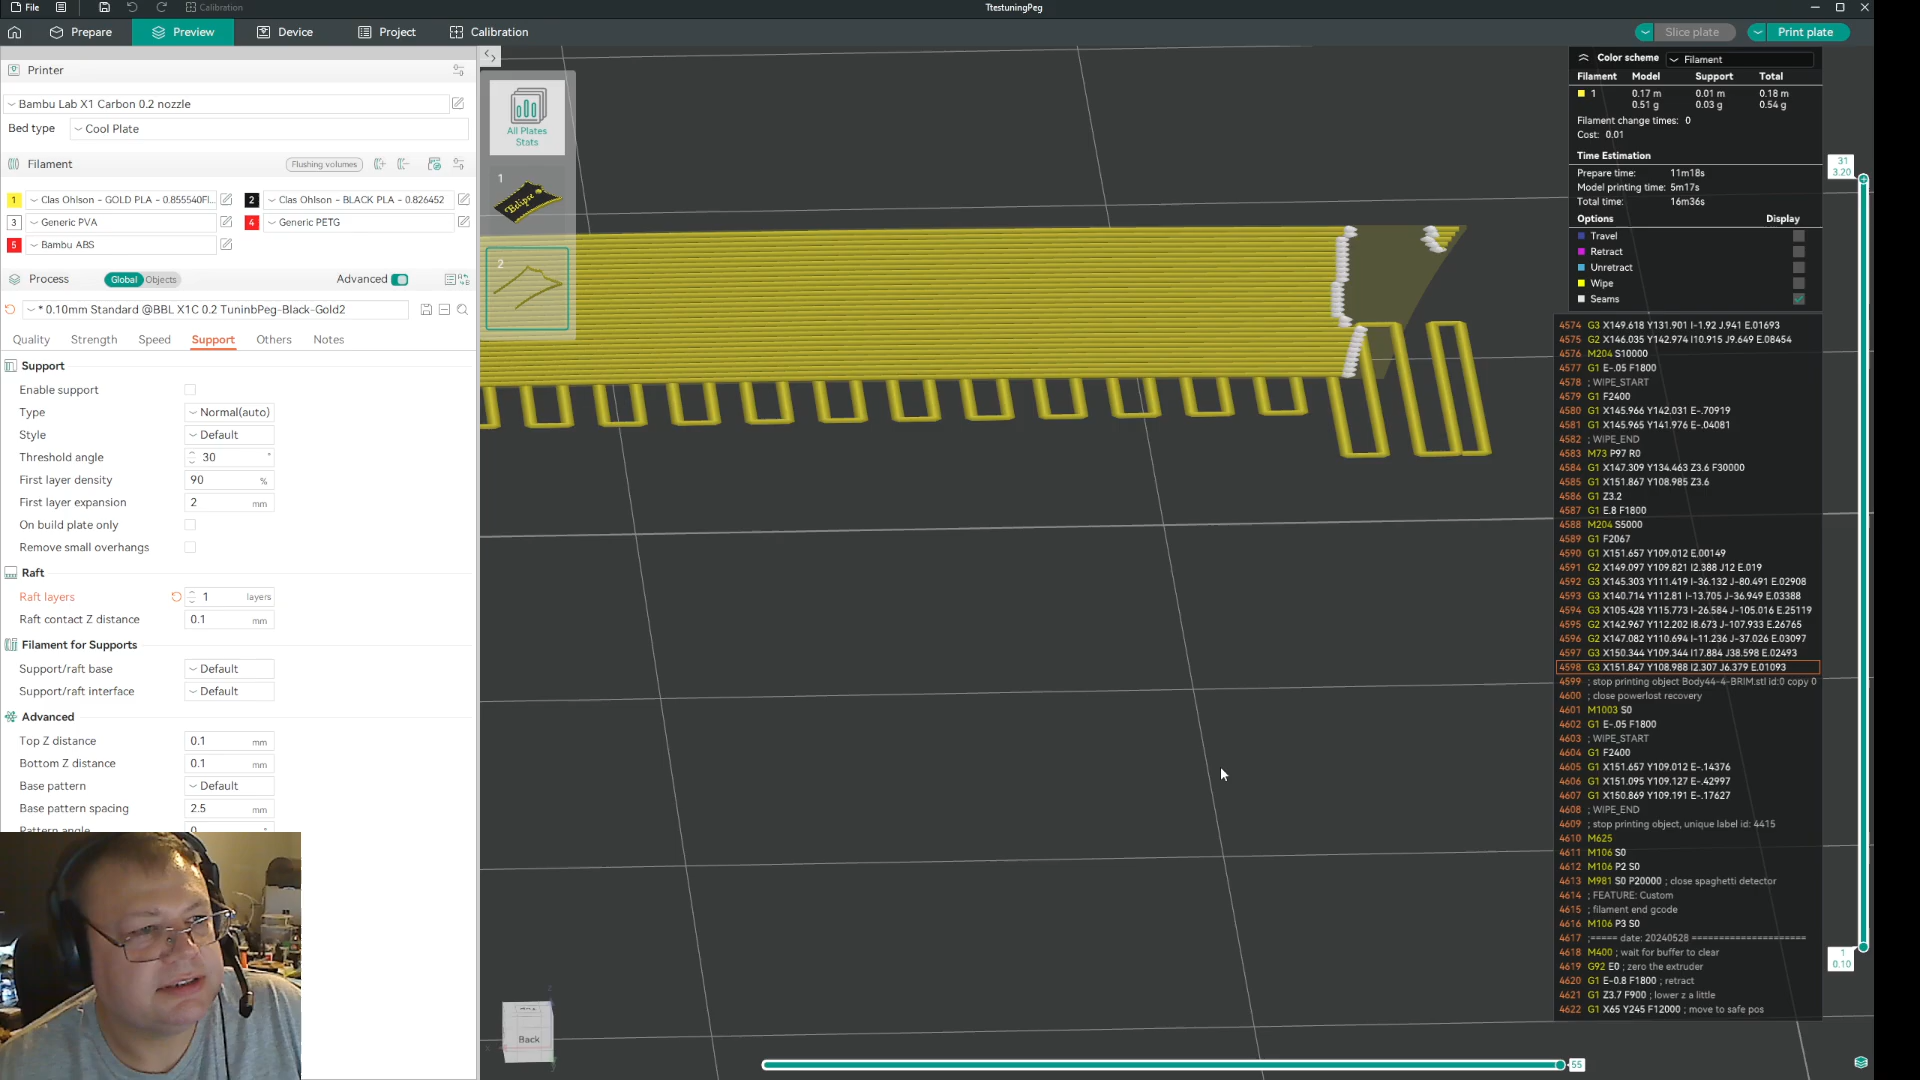 File
Calibration
TtestuningPeg
Prepare
Preview
Device
Project
Calibration
Slice plate
Print plate
Printer
Bambu Lab X1 Carbon 0.2 nozzle
Bed type
Cool Plate
Filament
Flushing volumes
1 Clas Ohlson - GOLD PLA - 0.855540Fl...
2 Clas Ohlson - BLACK PLA - 0.826452
3 Generic PVA
4 Generic PETG
5 Bambu ABS
Process
Global Objects
Advanced
* 0.10mm Standard @BBL X1C 0.2 TuninbPeg-Black-Gold2
Quality Strength Speed Support Others Notes
Support
Enable support
Type Normal(auto)
Style Default
Threshold angle 30 °
First layer density 90 %
First layer expansion 2 mm
On build plate only
Remove small overhangs
Raft
Raft layers 1 layers
Raft contact Z distance 0.1 mm
Filament for Supports
Support/raft base Default
Support/raft interface Default
Advanced
Top Z distance 0.1 mm
Bottom Z distance 0.1 mm
Base pattern Default
Base pattern spacing 2.5 mm
Pattern angle 0 °
All Plates
Stats
1
2
Back
55
Color scheme Filament
Filament Model Support Total
1 0.17 m 0.01 m 0.18 m
0.51 g 0.03 g 0.54 g
Filament change times: 0
Cost: 0.01
Time Estimation
Prepare time: 11m18s
Model printing time: 5m17s
Total time: 16m36s
Options Display
Travel
Retract
Unretract
Wipe
Seams
31
3.20
1
0.10
4574 G3 X149.618 Y131.901 I-1.92 J.941 E.01693
4575 G2 X146.035 Y142.974 I10.915 J9.649 E.08454
4576 M204 S10000
4577 G1 E-.05 F1800
4578 ; WIPE_START
4579 G1 F2400
4580 G1 X145.966 Y142.031 E-.70919
4581 G1 X145.965 Y141.976 E-.04081
4582 ; WIPE_END
4583 M73 P97 R0
4584 G1 X147.309 Y134.463 Z3.6 F30000
4585 G1 X151.867 Y108.985 Z3.6
4586 G1 Z3.2
4587 G1 E.8 F1800
4588 M204 S5000
4589 G1 F2067
4590 G1 X151.657 Y109.012 E.00149
4591 G2 X149.097 Y109.821 I2.388 J12 E.019
4592 G3 X145.303 Y111.419 I-36.132 J-80.491 E.02908
4593 G3 X140.714 Y112.81 I-13.705 J-36.949 E.03388
4594 G3 X105.428 Y115.773 I-26.584 J-105.016 E.25119
4595 G2 X142.967 Y112.202 I8.673 J-107.933 E.26765
4596 G2 X147.082 Y110.694 I-11.236 J-37.026 E.03097
4597 G3 X150.344 Y109.344 I17.884 J38.598 E.02493
4598 G3 X151.847 Y108.988 I2.307 J6.379 E.01093
4599 ; stop printing object Body44-4-BRIM.stl id:0 copy 0
4600 ; close powerlost recovery
4601 M1003 S0
4602 G1 E-.05 F1800
4603 ; WIPE_START
4604 G1 F2400
4605 G1 X151.657 Y109.012 E-.14376
4606 G1 X151.095 Y109.127 E-.42997
4607 G1 X150.869 Y109.191 E-.17627
4608 ; WIPE_END
4609 ; stop printing object, unique label id: 4415
4610 M625
4611 M106 S0
4612 M106 P2 S0
4613 M981 S0 P20000 ; close spaghetti detector
4614 ; FEATURE: Custom
4615 ; filament end gcode
4616 M106 P3 S0
4617 ;===== date: 20240528 =====================
4618 M400 ; wait for buffer to clear
4619 G92 E0 ; zero the extruder
4620 G1 E-0.8 F1800 ; retract
4621 G1 Z3.7 F900 ; lower z a little
4622 G1 X65 Y245 F12000 ; move to safe pos